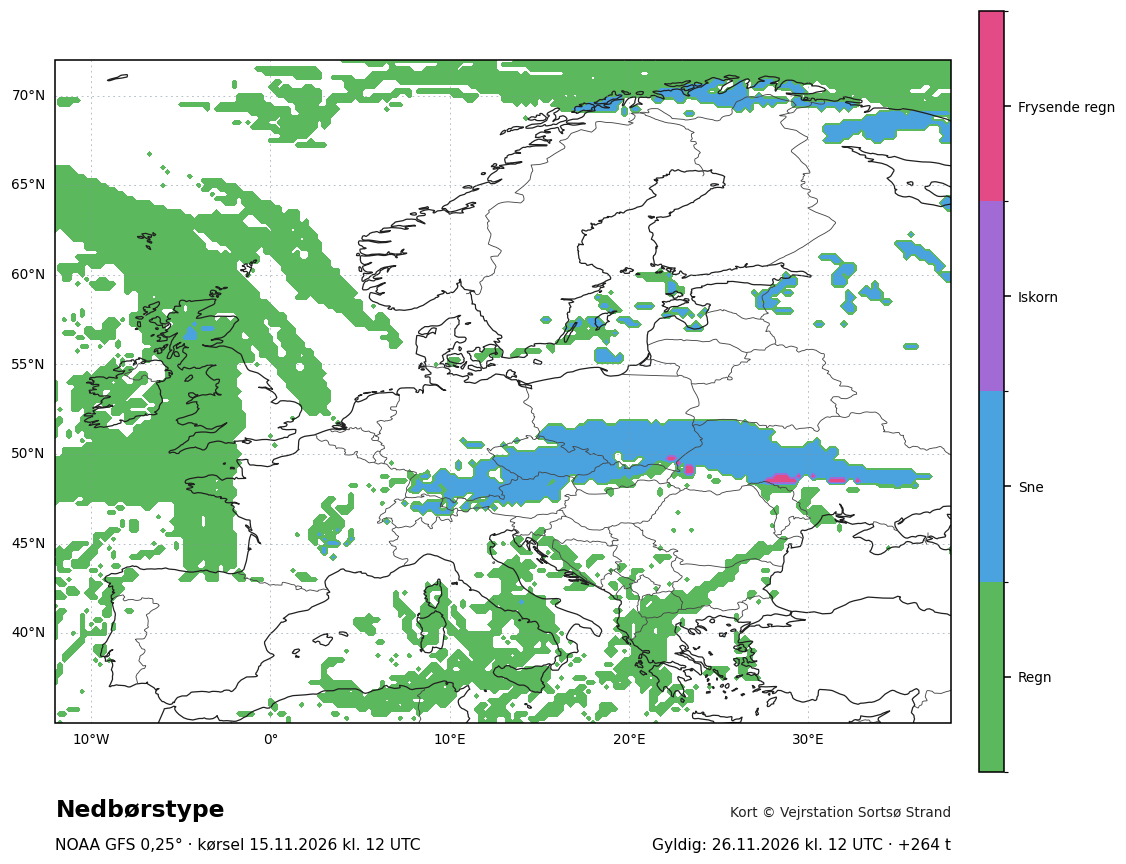 70°N
65°N
60°N
55°N
50°N
45°N
40°N
10°W
0°
10°E
20°E
30°E
Frysende regn
Iskorn
Sne
Regn
Nedbørstype
Kort © Vejrstation Sortsø Strand
NOAA GFS 0,25° · kørsel 15.11.2026 kl. 12 UTC
Gyldig: 26.11.2026 kl. 12 UTC · +264 t